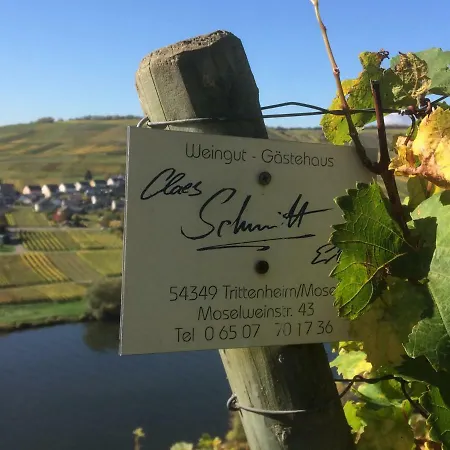 Weingut - Gästehaus
Claes
Schmitt
54349 Trittenheim/Mose
Moselweinstr. 43
Tel 0 65 07 70 17 36